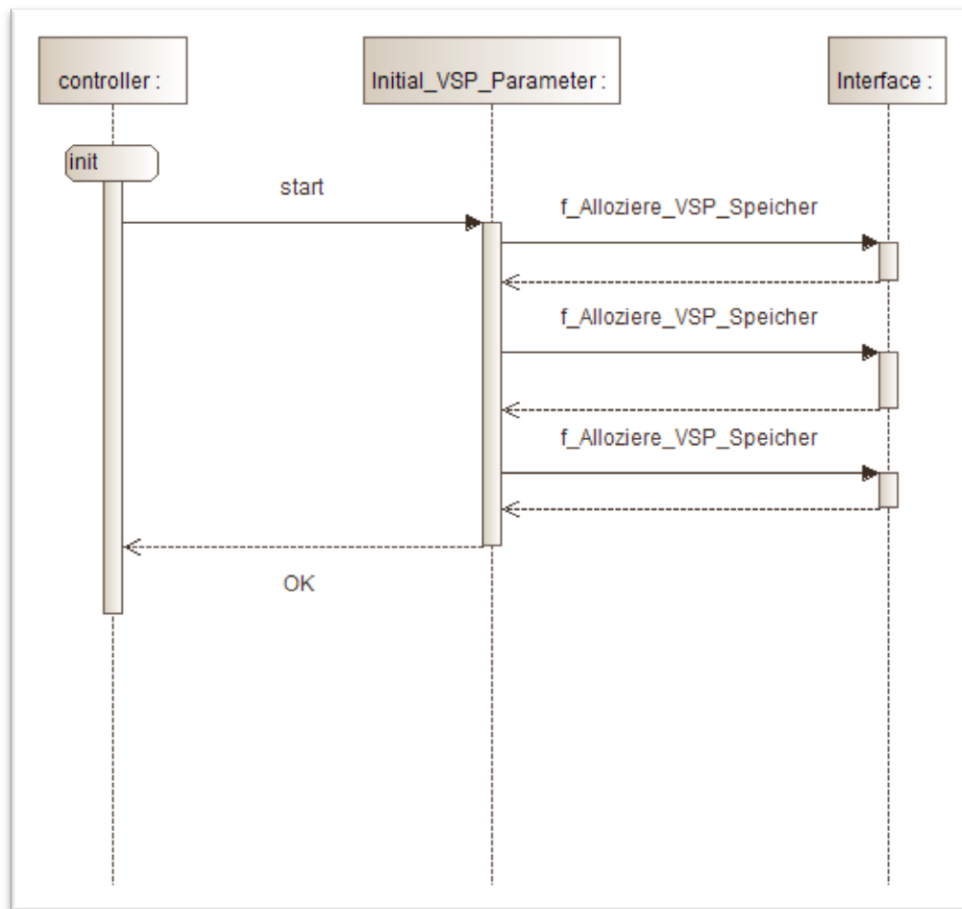 controller :
Initial_VSP_Parameter :
Interface :
init
start
f_Alloziere_VSP_Speicher
f_Alloziere_VSP_Speicher
f_Alloziere_VSP_Speicher
OK